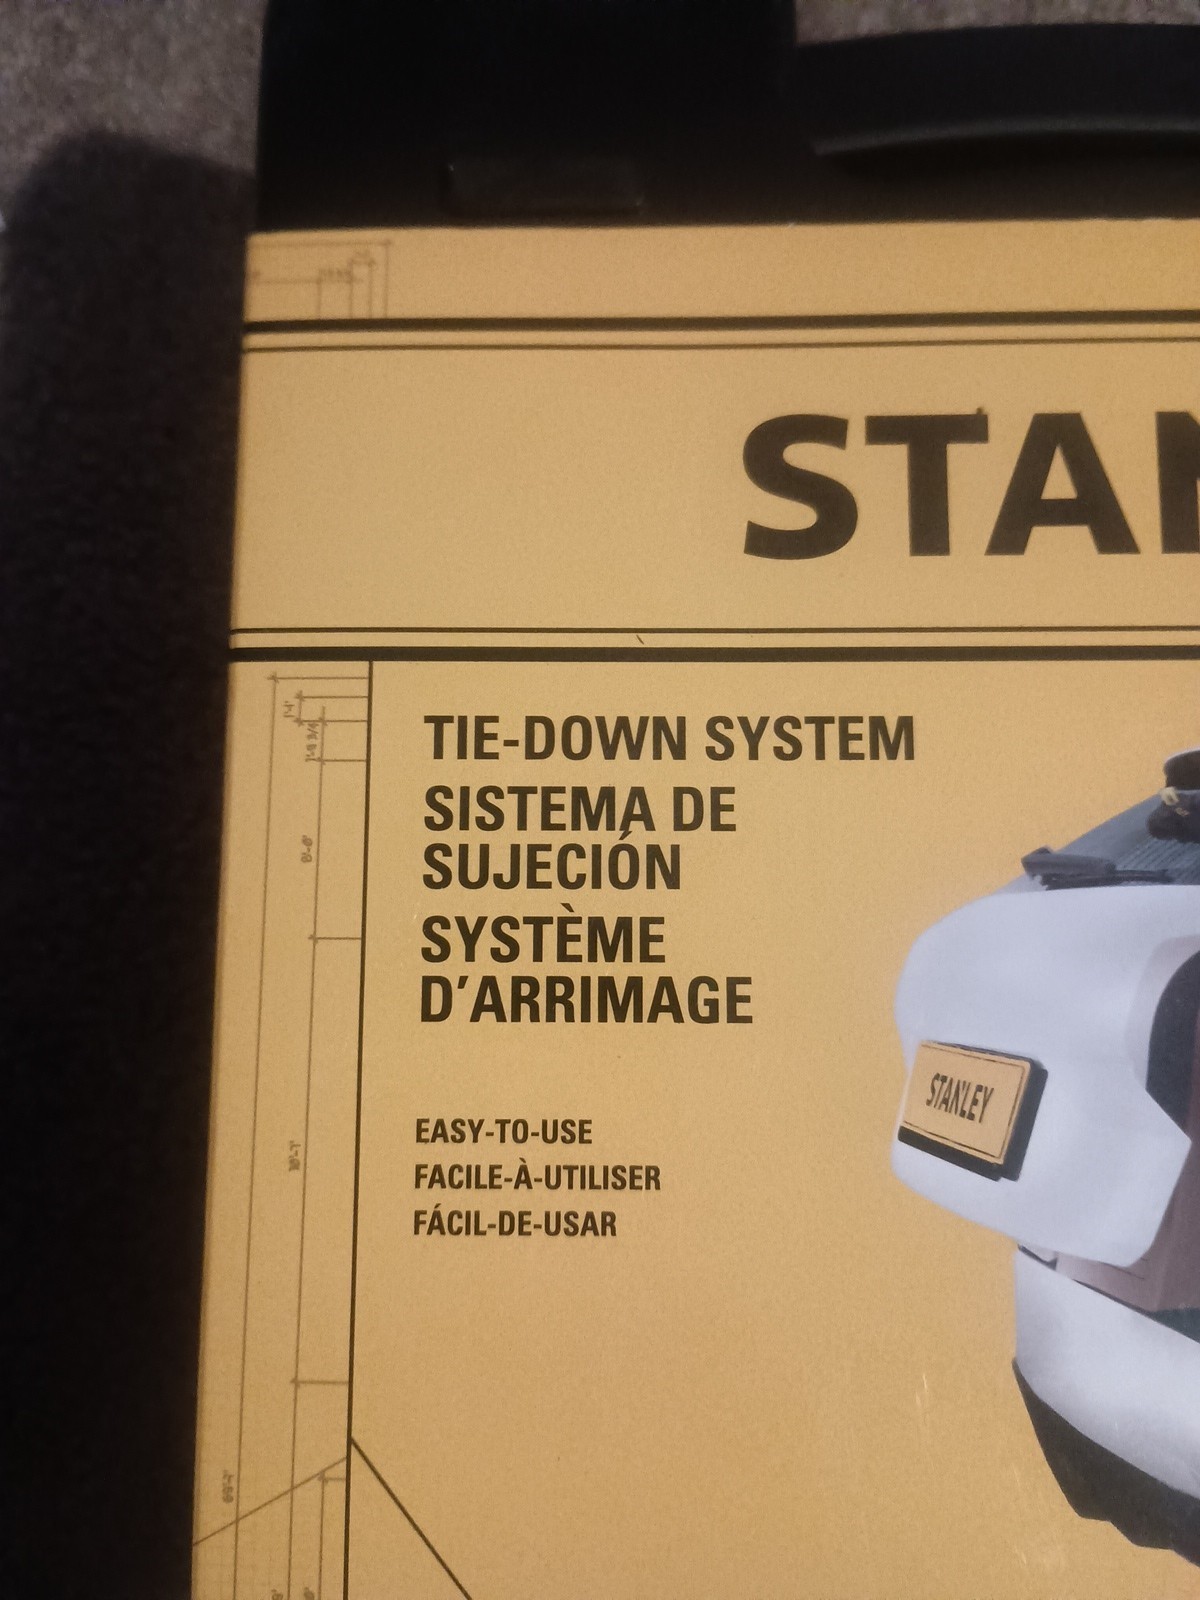 STAN
TIE-DOWN SYSTEM
SISTEMA DE
SUJECIÓN
SYSTÈME
D'ARRIMAGE
STANLEY
EASY-TO-USE
FACILE-À-UTILISER
FÁCIL-DE-USAR